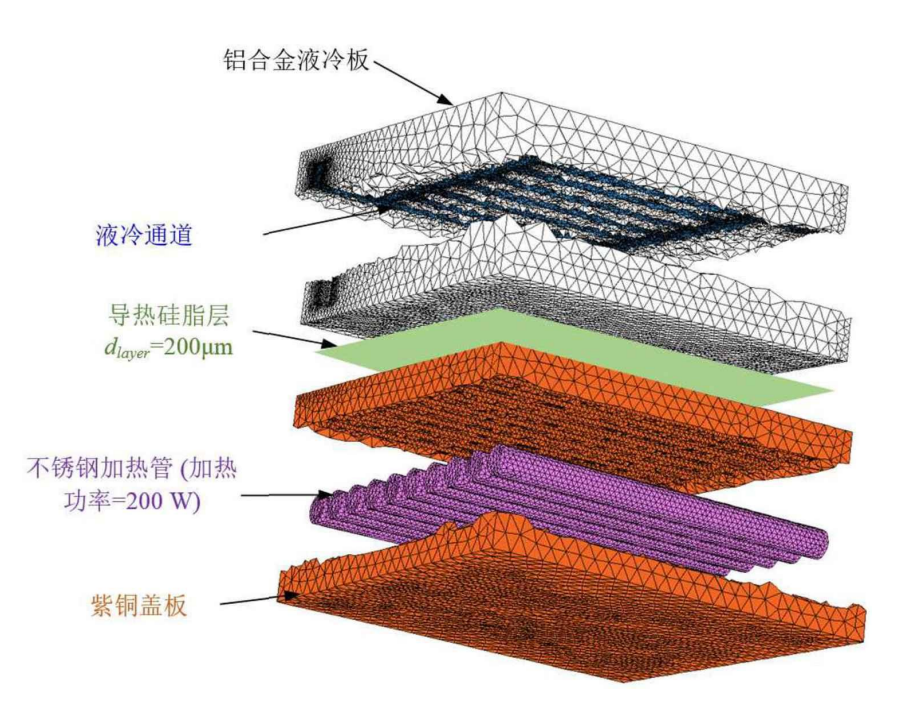 铝合金液冷板
液冷通道
导热硅脂层
dlayer=200μm
不锈钢加热管 (加热
功率=200 W)
紫铜盖板